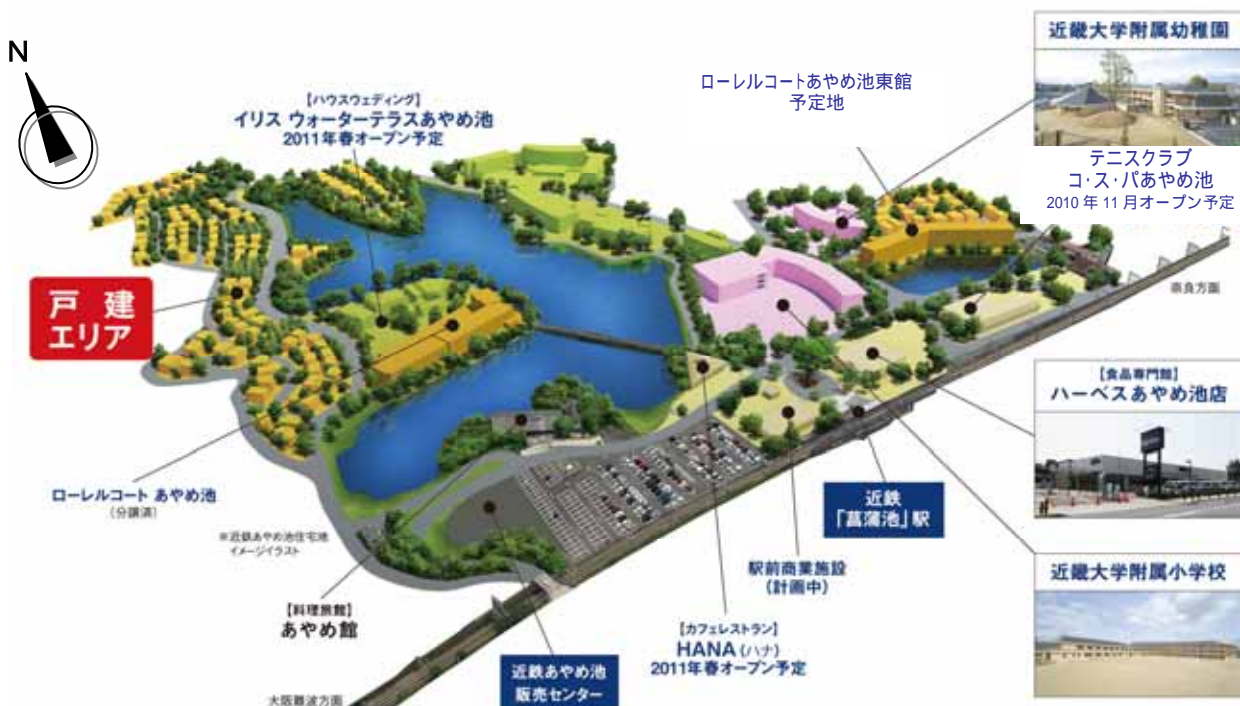 N
【ハウスウェディング】
イリス ウォーターテラスあやめ池
2011年春オープン予定
ローレルコートあやめ池東館
予定地
近畿大学附属幼稚園
テニスクラブ
コ・ス・パあやめ池
2010年11月オープン予定
奈良方面
戸建
エリア
【食品専門館】
ハーベスあやめ池店
ローレルコート あやめ池
(分譲済)
※近鉄あやめ池住宅地
イメージイラスト
近鉄
「菖蒲池」駅
駅前商業施設
(計画中)
近畿大学附属小学校
【料理旅館】
あやめ館
【カフェレストラン】
HANA(ハナ)
2011年春オープン予定
近鉄あやめ池
販売センター
大阪難波方面